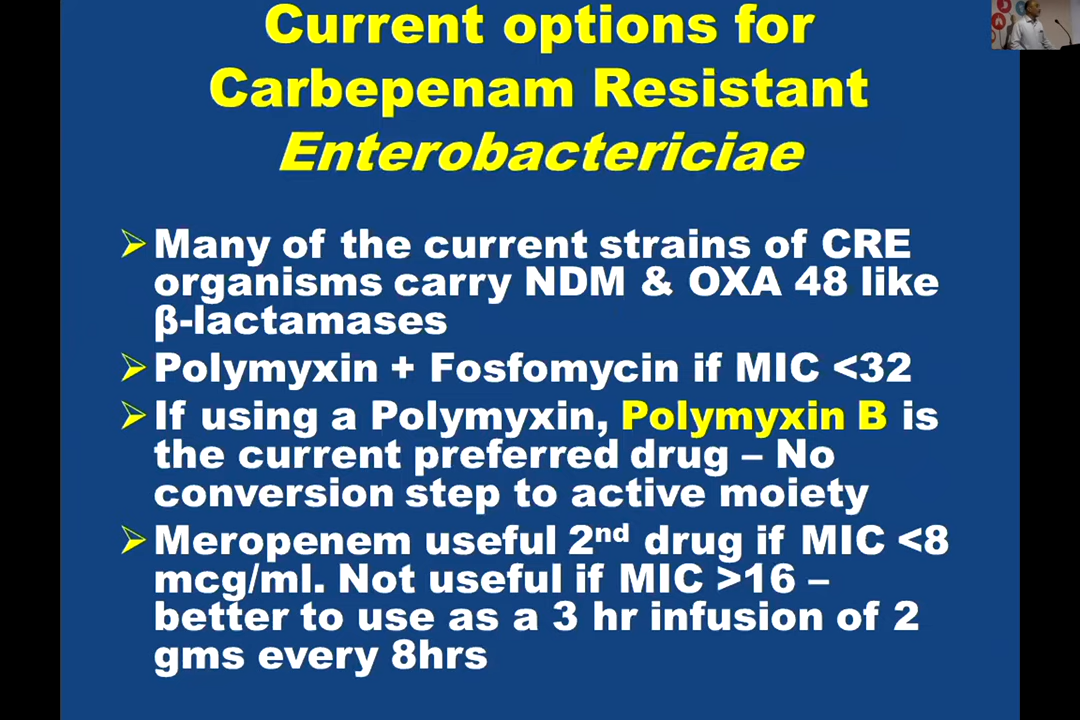 Current options for
Carbepenam Resistant
Enterobactericiae
➢ Many of the current strains of CRE
organisms carry NDM & OXA 48 like
β-lactamases
➢ Polymyxin + Fosfomycin if MIC <32
➢ If using a Polymyxin, Polymyxin B is
the current preferred drug – No
conversion step to active moiety
➢ Meropenem useful 2nd drug if MIC <8
mcg/ml. Not useful if MIC >16 –
better to use as a 3 hr infusion of 2
gms every 8hrs